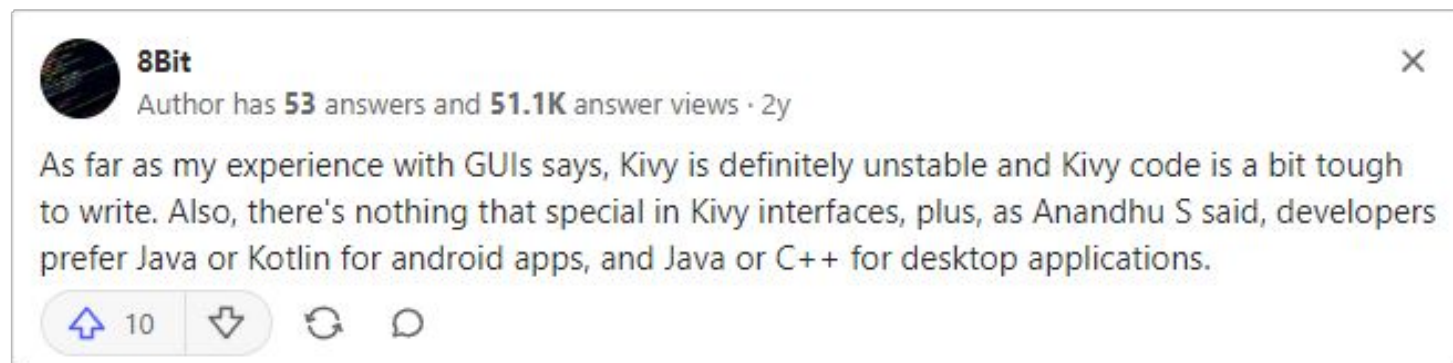 8Bit
Author has 53 answers and 51.1K answer views · 2y
As far as my experience with GUIs says, Kivy is definitely unstable and Kivy code is a bit tough
to write. Also, there's nothing that special in Kivy interfaces, plus, as Anandhu S said, developers
prefer Java or Kotlin for android apps, and Java or C++ for desktop applications.
10